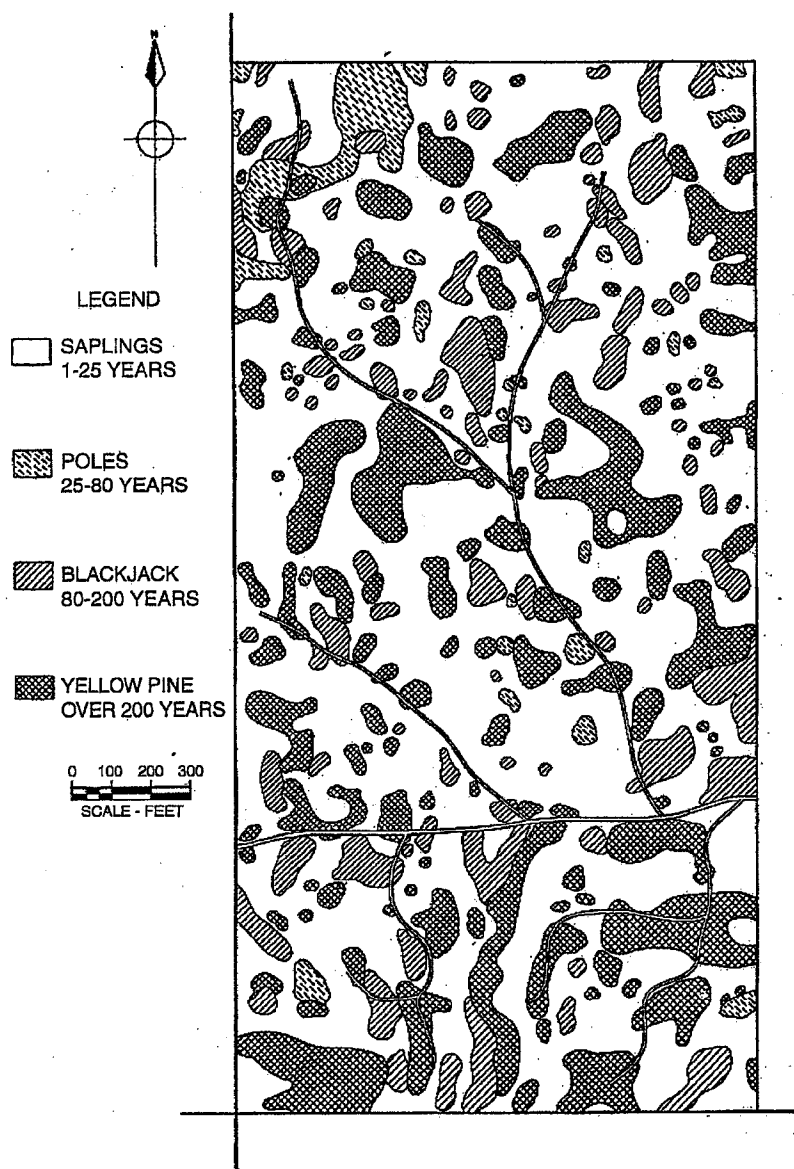 N
LEGEND
SAPLINGS
1-25 YEARS
POLES
25-80 YEARS
BLACKJACK
80-200 YEARS
YELLOW PINE
OVER 200 YEARS
0 100 200 300
SCALE - FEET